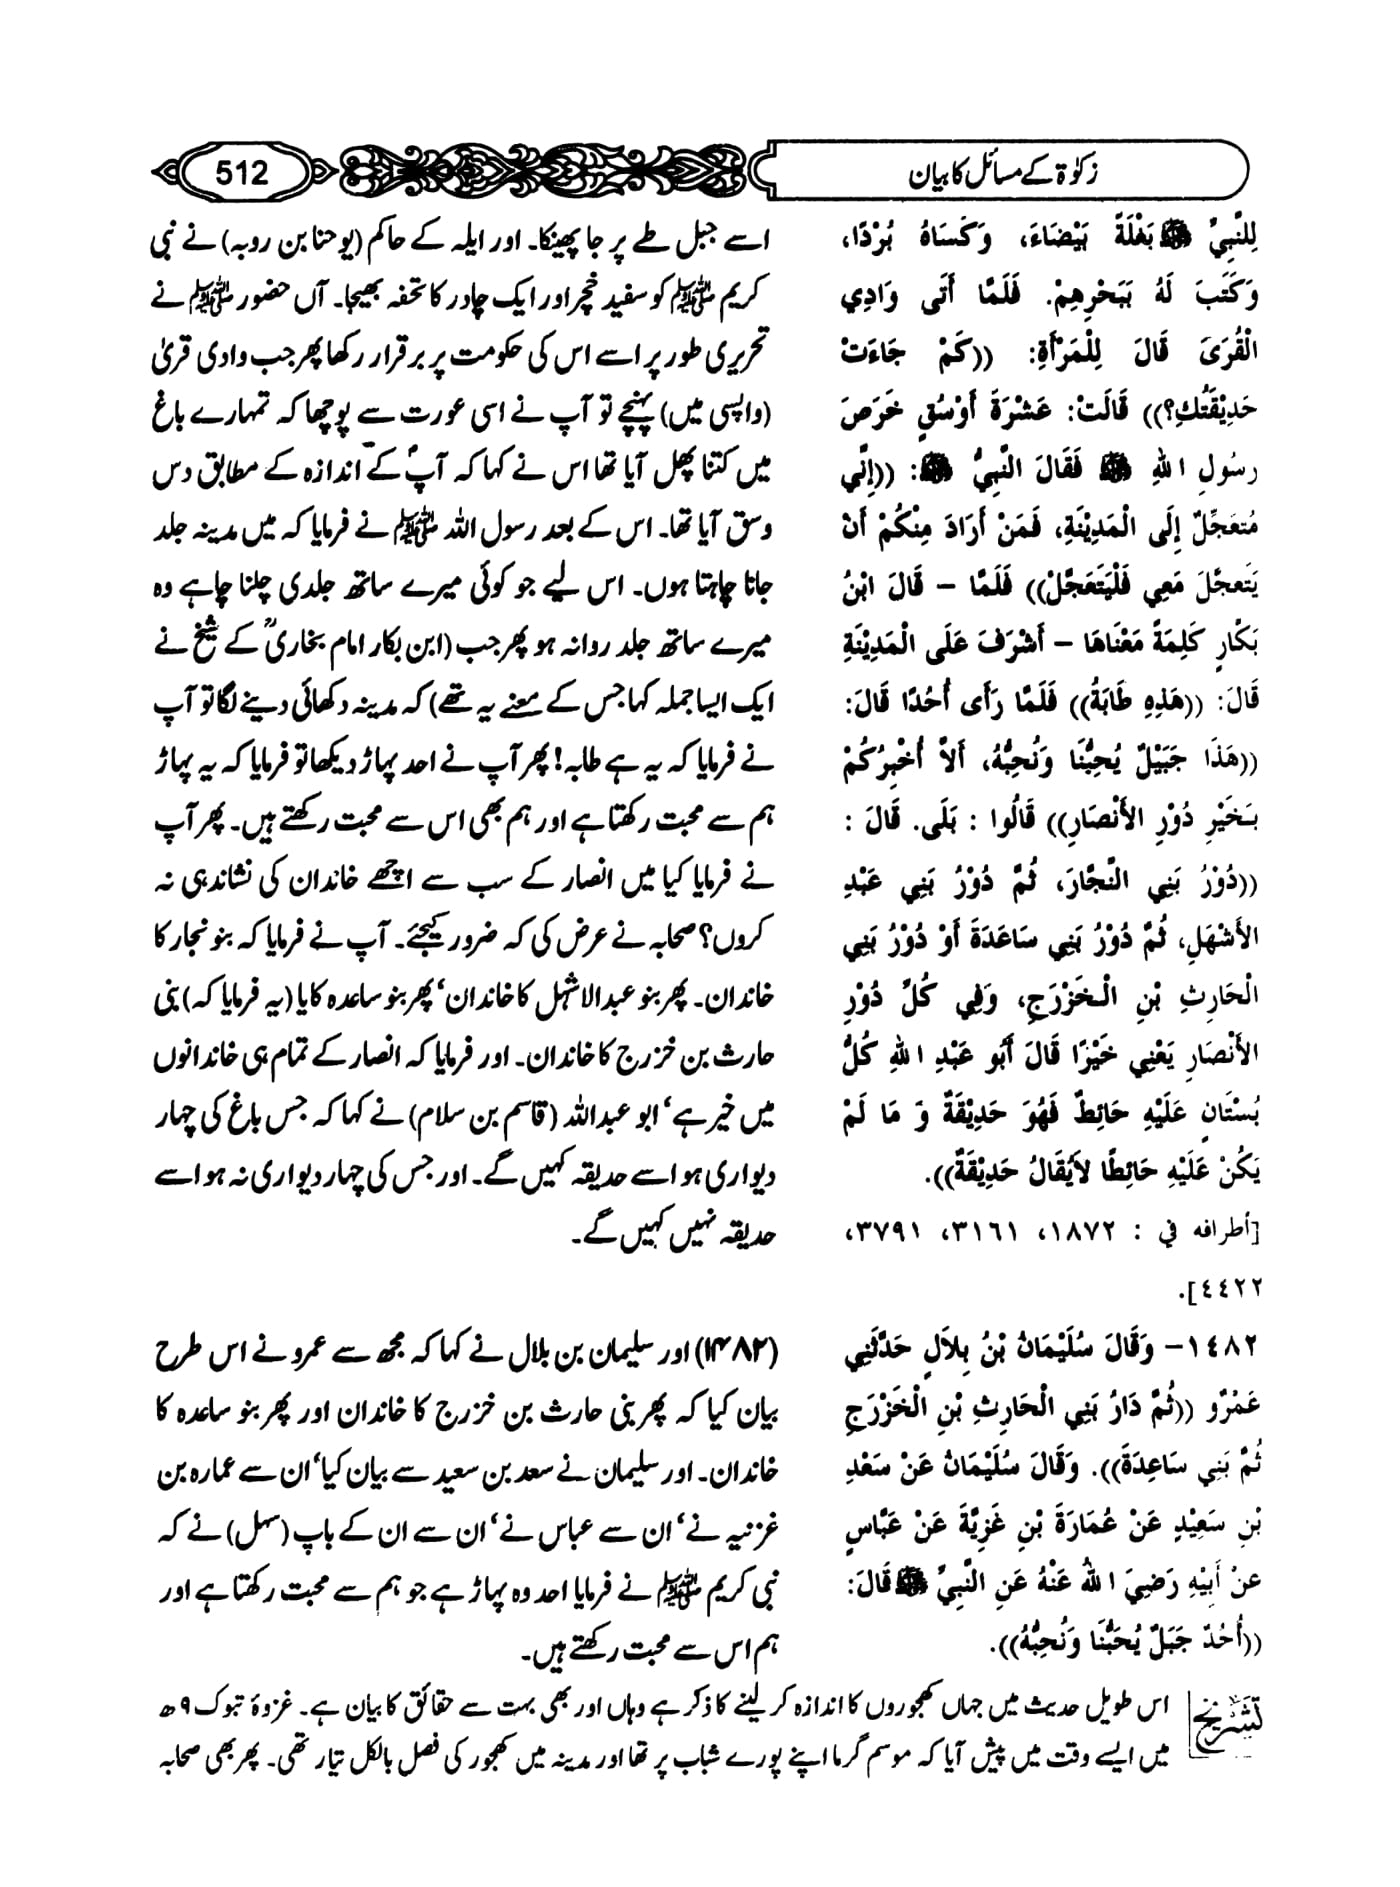 زکوٰۃ کے مسائل کا بیان
512
لِلنَّبِيِّ ﷺ بَغْلَةً بَيْضَاءَ، وَكَسَاهُ بُرْدًا،
وَكَتَبَ لَهُ بِبَحْرِهِمْ. فَلَمَّا أَتَى وَادِي
الْقُرَى قَالَ لِلْمَرْأَةِ: ((كَمْ جَاءَتْ
حَدِيْقَتُكِ؟)) قَالَتْ: عَشْرَةَ أَوْسُقٍ خَرَصَ
رسُولِ اللهِ ﷺ فَقَالَ النَّبِيُّ ﷺ: ((إِنِّي
مُتَعَجِّلٌ إِلَى الْمَدِيْنَةِ، فَمَنْ أَرَادَ مِنْكُمْ أَنْ
يَتَعَجَّلَ مَعِي فَلْيَتَعَجَّلْ)) فَلَمَّا – قَالَ ابْنُ
بَكَّارٍ كَلِمَةً مَعْنَاهَا – أَشْرَفَ عَلَى الْمَدِيْنَةِ
قَالَ: ((هَذِهِ طَابَةُ)) فَلَمَّا رَأَى أُحُدًا قَالَ:
((هَذَا جَبَيْلٌ يُحِبُّنَا وَنُحِبُّهُ، أَلاَ أُخْبِرُكُمْ
بِخَيْرِ دُوْرِ الأَنْصَارِ)) قَالُوا : بَلَى. قَالَ :
((دُوْرُ بَنِي النَّجَّارَ، ثُمَّ دُوْرُ بَنِي عَبْدِ
الأَشْهَلِ، ثُمَّ دُوْرُ بَنِي سَاعَدَةَ أَوْ دُوْرُ بَنِي
الْحَارِثِ بْنِ الْخَزْرَجِ، وَفِي كُلِّ دُوْرِ
الأَنْصَارِ يَعْنِي خَيْرًا قَالَ أَبُو عَبْدِ اللهِ كُلُّ
بُسْتَانٍ عَلَيْهِ حَائِطٌ فَهُوَ حَدِيْقَةٌ وَ مَا لَمْ
يَكُنْ عَلَيْهِ حَائِطًا لاَيُقَالُ حَدِيْقَةٌ)).
[أطرافه في : ١٨٧٢، ٣١٦١، ٣٧٩١،
٤٤٢٢].
١٤٨٢– وَقَالَ سُلَيْمَانُ بْنُ بِلاَلٍ حَدَّثَنِي
عَمْرٌو ((ثُمَّ دَارُ بَنِي الْحَارِثِ بْنِ الْخَزْرَجِ
ثُمَّ بَنِي سَاعِدَةَ)). وَقَالَ سُلَيْمَانُ عَنْ سَعْدِ
بْنِ سَعِيْدٍ عَنْ عُمَارَةَ بْنِ غَزِيَّةَ عَنْ عَبَّاسٍ
عَنْ أَبِيْهِ رَضِيَ اللهُ عَنْهُ عَنِ النَّبِيِّ ﷺ قَالَ:
((أُحُدٌ جَبَلٌ يُحَبُّنَا وَنُحِبُّهُ)).
اسے جبل طے پر جا پھینکا۔ اور ایلہ کے حاکم (یوحنا بن روبہ) نے نبی
کریم ﷺ کو سفید خچر اور ایک چادر کا تحفہ بھیجا۔ آں حضور ﷺ نے
تحریری طور پر اسے اس کی حکومت پر برقرار رکھا پھر جب وادی قریٰ
(واپسی میں) پہنچے تو آپ نے اسی عورت سے پوچھا کہ تمہارے باغ
میں کتنا پھل آیا تھا اس نے کہا کہ آپؐ کے اندازہ کے مطابق دس
وسق آیا تھا۔ اس کے بعد رسول اللہ ﷺ نے فرمایا کہ میں مدینہ جلد
جانا چاہتا ہوں۔ اس لیے جو کوئی میرے ساتھ جلدی چلنا چاہے وہ
میرے ساتھ جلد روانہ ہو پھر جب (ابن بکار امام بخاریؒ کے شیخ نے
ایک ایسا جملہ کہا جس کے معنے یہ تھے) کہ مدینہ دکھائی دینے لگا تو آپ
نے فرمایا کہ یہ ہے طابہ! پھر آپ نے احد پہاڑ دیکھا تو فرمایا کہ یہ پہاڑ
ہم سے محبت رکھتا ہے اور ہم بھی اس سے محبت رکھتے ہیں۔ پھر آپ
نے فرمایا کیا میں انصار کے سب سے اچھے خاندان کی نشاندہی نہ
کروں؟ صحابہ نے عرض کی کہ ضرور کیجئے۔ آپ نے فرمایا کہ بنو نجار کا
خاندان۔ پھر بنو عبدالاشہل کا خاندان‘ پھر بنو ساعدہ کا یا (یہ فرمایا کہ) بنی
حارث بن خزرج کا خاندان۔ اور فرمایا کہ انصار کے تمام ہی خاندانوں
میں خیر ہے‘ ابو عبداللہ (قاسم بن سلام) نے کہا کہ جس باغ کی چہار
دیواری ہو اسے حدیقہ کہیں گے۔ اور جس کی چہار دیواری نہ ہو اسے
حدیقہ نہیں کہیں گے۔
(۱۴۸۲) اور سلیمان بن بلال نے کہا کہ مجھ سے عمرو نے اس طرح
بیان کیا کہ پھر بنی حارث بن خزرج کا خاندان اور پھر بنو ساعدہ کا
خاندان۔ اور سلیمان نے سعد بن سعید سے بیان کیا‘ ان سے عمارہ بن
غزنیہ نے‘ ان سے عباس نے‘ ان سے ان کے باپ (سہل) نے کہ
نبی کریم ﷺ نے فرمایا احد وہ پہاڑ ہے جو ہم سے محبت رکھتا ہے اور
ہم اس سے محبت رکھتے ہیں۔
تشریح اس طویل حدیث میں جہاں کھجوروں کا اندازہ کر لینے کا ذکر ہے وہاں اور بھی بہت سے حقائق کا بیان ہے۔ غزوۂ تبوک ۹ ھ
میں ایسے وقت میں پیش آیا کہ موسم گرما اپنے پورے شباب پر تھا اور مدینہ میں کھجور کی فصل بالکل تیار تھی۔ پھر بھی صحابہ